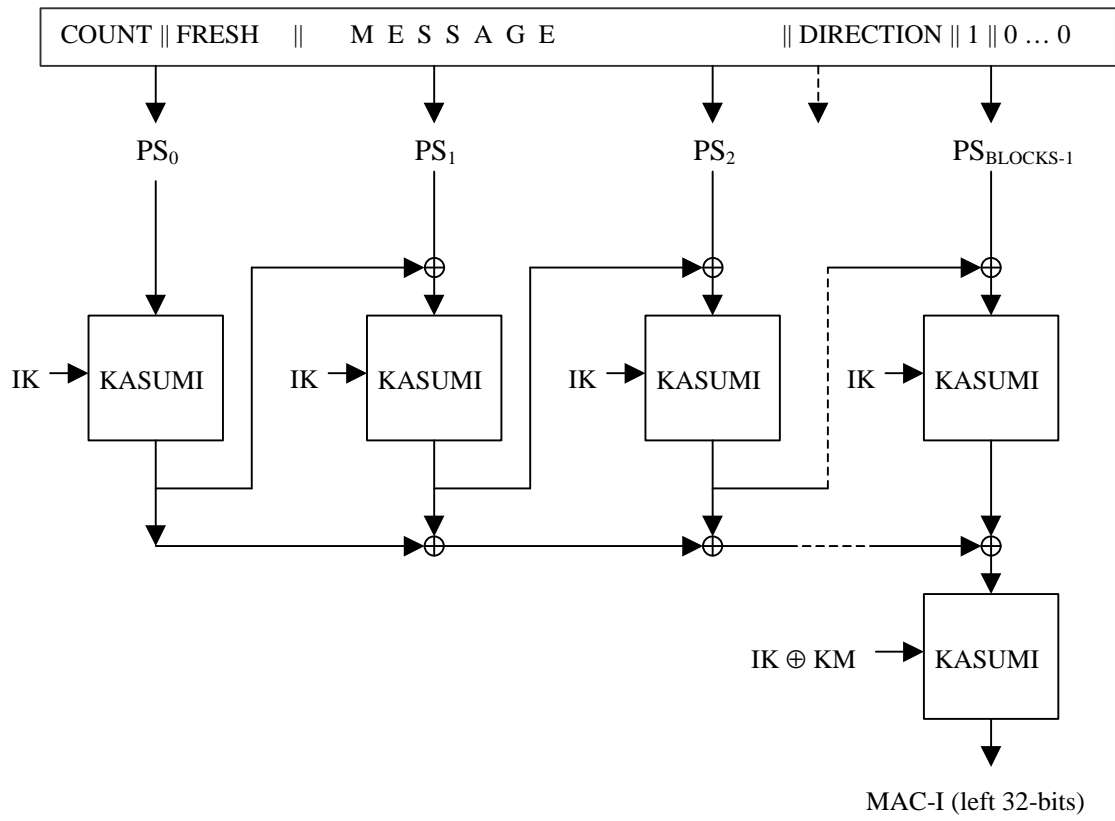 COUNT || FRESH || M E S S A G E || DIRECTION || 1 || 0 … 0
PS₀ PS₁ PS₂ PS_BLOCKS-1
IK KASUMI IK KASUMI IK KASUMI IK KASUMI
IK ⊕ KM KASUMI
MAC-I (left 32-bits)